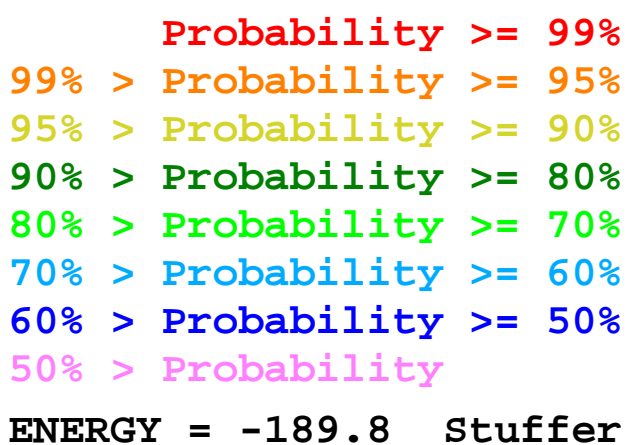 Probability >= 99%
99% > Probability >= 95%
95% > Probability >= 90%
90% > Probability >= 80%
80% > Probability >= 70%
70% > Probability >= 60%
60% > Probability >= 50%
50% > Probability
ENERGY = -189.8  Stuffer